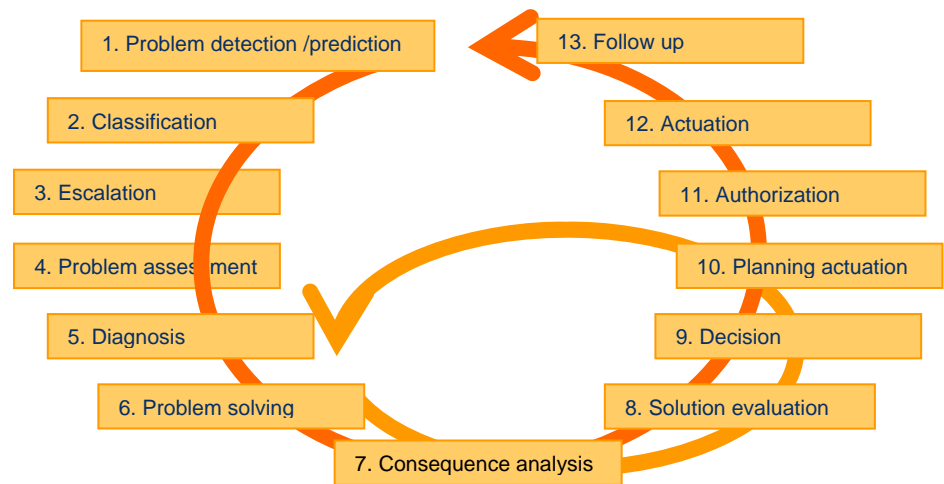 1. Problem detection /prediction
2. Classification
3. Escalation
4. Problem assessment
5. Diagnosis
6. Problem solving
7. Consequence analysis
8. Solution evaluation
9. Decision
10. Planning actuation
11. Authorization
12. Actuation
13. Follow up